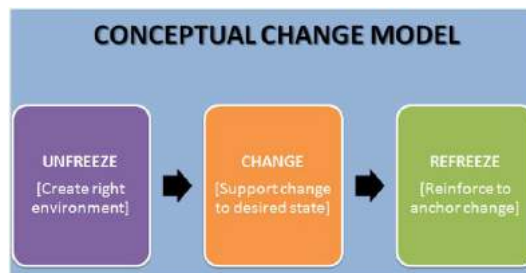 CONCEPTUAL CHANGE MODEL
UNFREEZE
[Create right
environment]
CHANGE
[Support change
to desired state]
REFREEZE
[Reinforce to
anchor change]